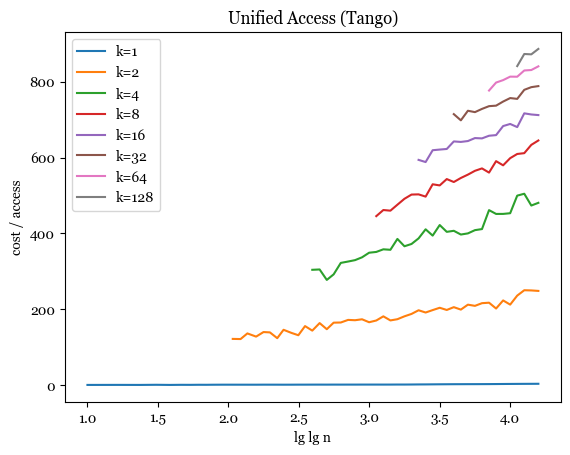 Unified Access (Tango)
k=1
k=2
k=4
k=8
k=16
k=32
k=64
k=128
cost / access
800
600
400
200
0
1.0 1.5 2.0 2.5 3.0 3.5 4.0
lg lg n